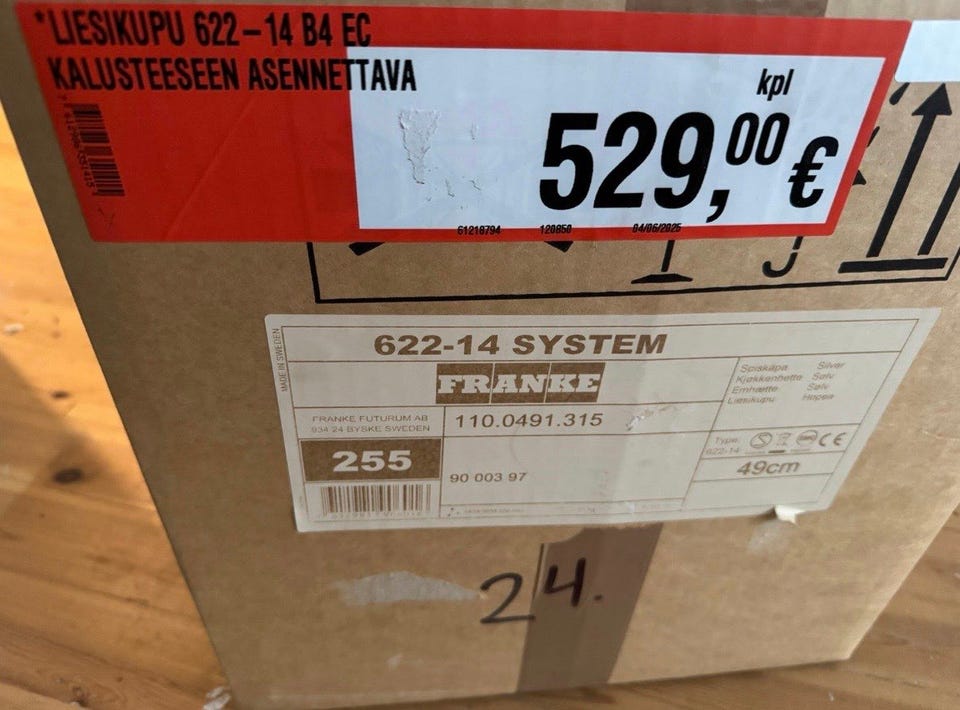 *LIESIKUPU 622-14 B4 EC
KALUSTEESEEN ASENNETTAVA
kpl
529,00 €
61218794 120850 04/06/2025
MADE IN SWEDEN
622-14 SYSTEM
FRANKE
Spiskåpa Silver
Kjøkkenhette Sølv
Emhætte Sølv
Liesikupu Hopea
FRANKE FUTURUM AB
934 24 BYSKE SWEDEN
110.0491.315
Type:
622-14
CE
255
90 003 97
49cm
24.